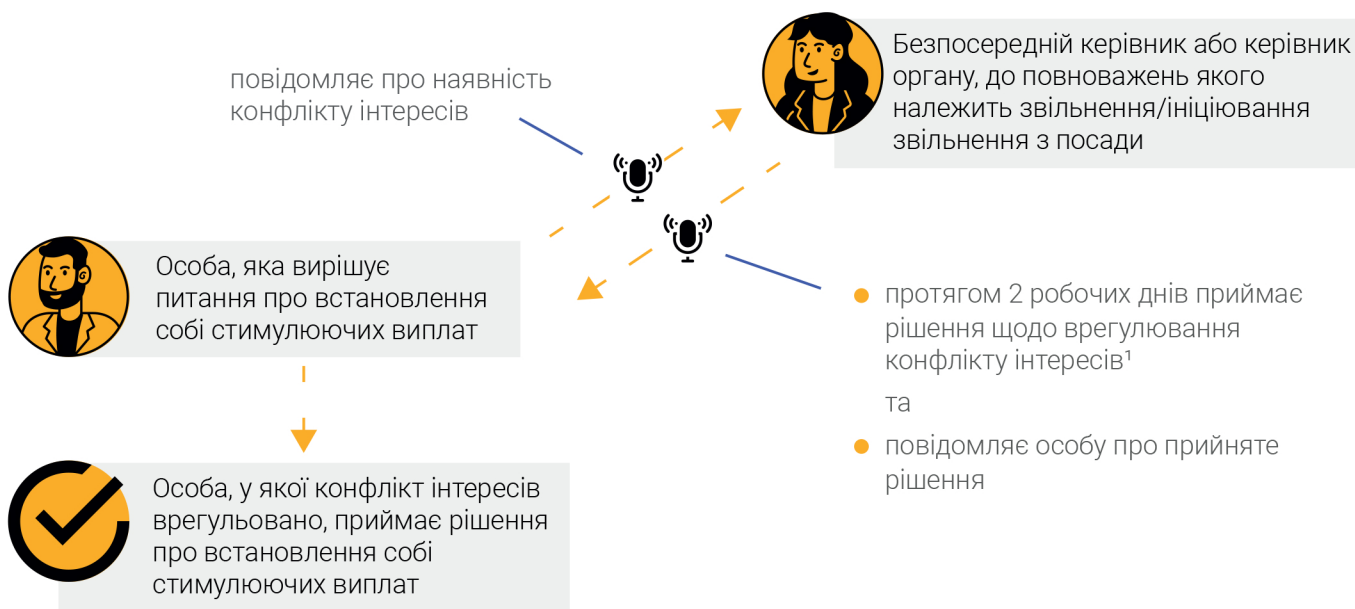 повідомляє про наявність
конфлікту інтересів
Безпосередній керівник або керівник
органу, до повноважень якого
належить звільнення/ініціювання
звільнення з посади
Особа, яка вирішує
питання про встановлення
собі стимулюючих виплат
протягом 2 робочих днів приймає
рішення щодо врегулювання
конфлікту інтересів¹
та
повідомляє особу про прийняте
рішення
Особа, у якої конфлікт інтересів
врегульовано, приймає рішення
про встановлення собі
стимулюючих виплат